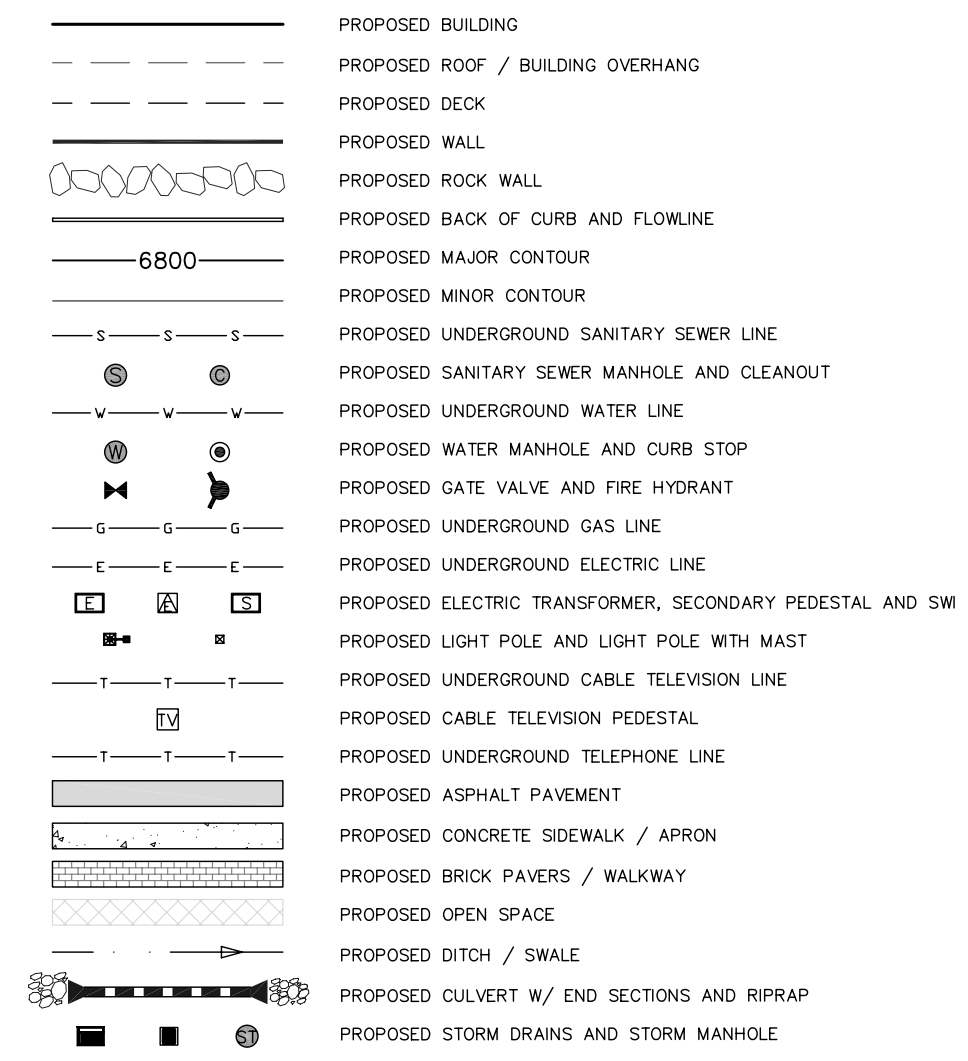 PROPOSED BUILDING
PROPOSED ROOF / BUILDING OVERHANG
PROPOSED DECK
PROPOSED WALL
PROPOSED ROCK WALL
PROPOSED BACK OF CURB AND FLOWLINE
6800 PROPOSED MAJOR CONTOUR
PROPOSED MINOR CONTOUR
S S S PROPOSED UNDERGROUND SANITARY SEWER LINE
S C PROPOSED SANITARY SEWER MANHOLE AND CLEANOUT
W W W PROPOSED UNDERGROUND WATER LINE
W PROPOSED WATER MANHOLE AND CURB STOP
PROPOSED GATE VALVE AND FIRE HYDRANT
G G G PROPOSED UNDERGROUND GAS LINE
E E E PROPOSED UNDERGROUND ELECTRIC LINE
E E S PROPOSED ELECTRIC TRANSFORMER, SECONDARY PEDESTAL AND SWI
PROPOSED LIGHT POLE AND LIGHT POLE WITH MAST
T T T PROPOSED UNDERGROUND CABLE TELEVISION LINE
TV PROPOSED CABLE TELEVISION PEDESTAL
T T T PROPOSED UNDERGROUND TELEPHONE LINE
PROPOSED ASPHALT PAVEMENT
PROPOSED CONCRETE SIDEWALK / APRON
PROPOSED BRICK PAVERS / WALKWAY
PROPOSED OPEN SPACE
PROPOSED DITCH / SWALE
PROPOSED CULVERT W/ END SECTIONS AND RIPRAP
ST PROPOSED STORM DRAINS AND STORM MANHOLE